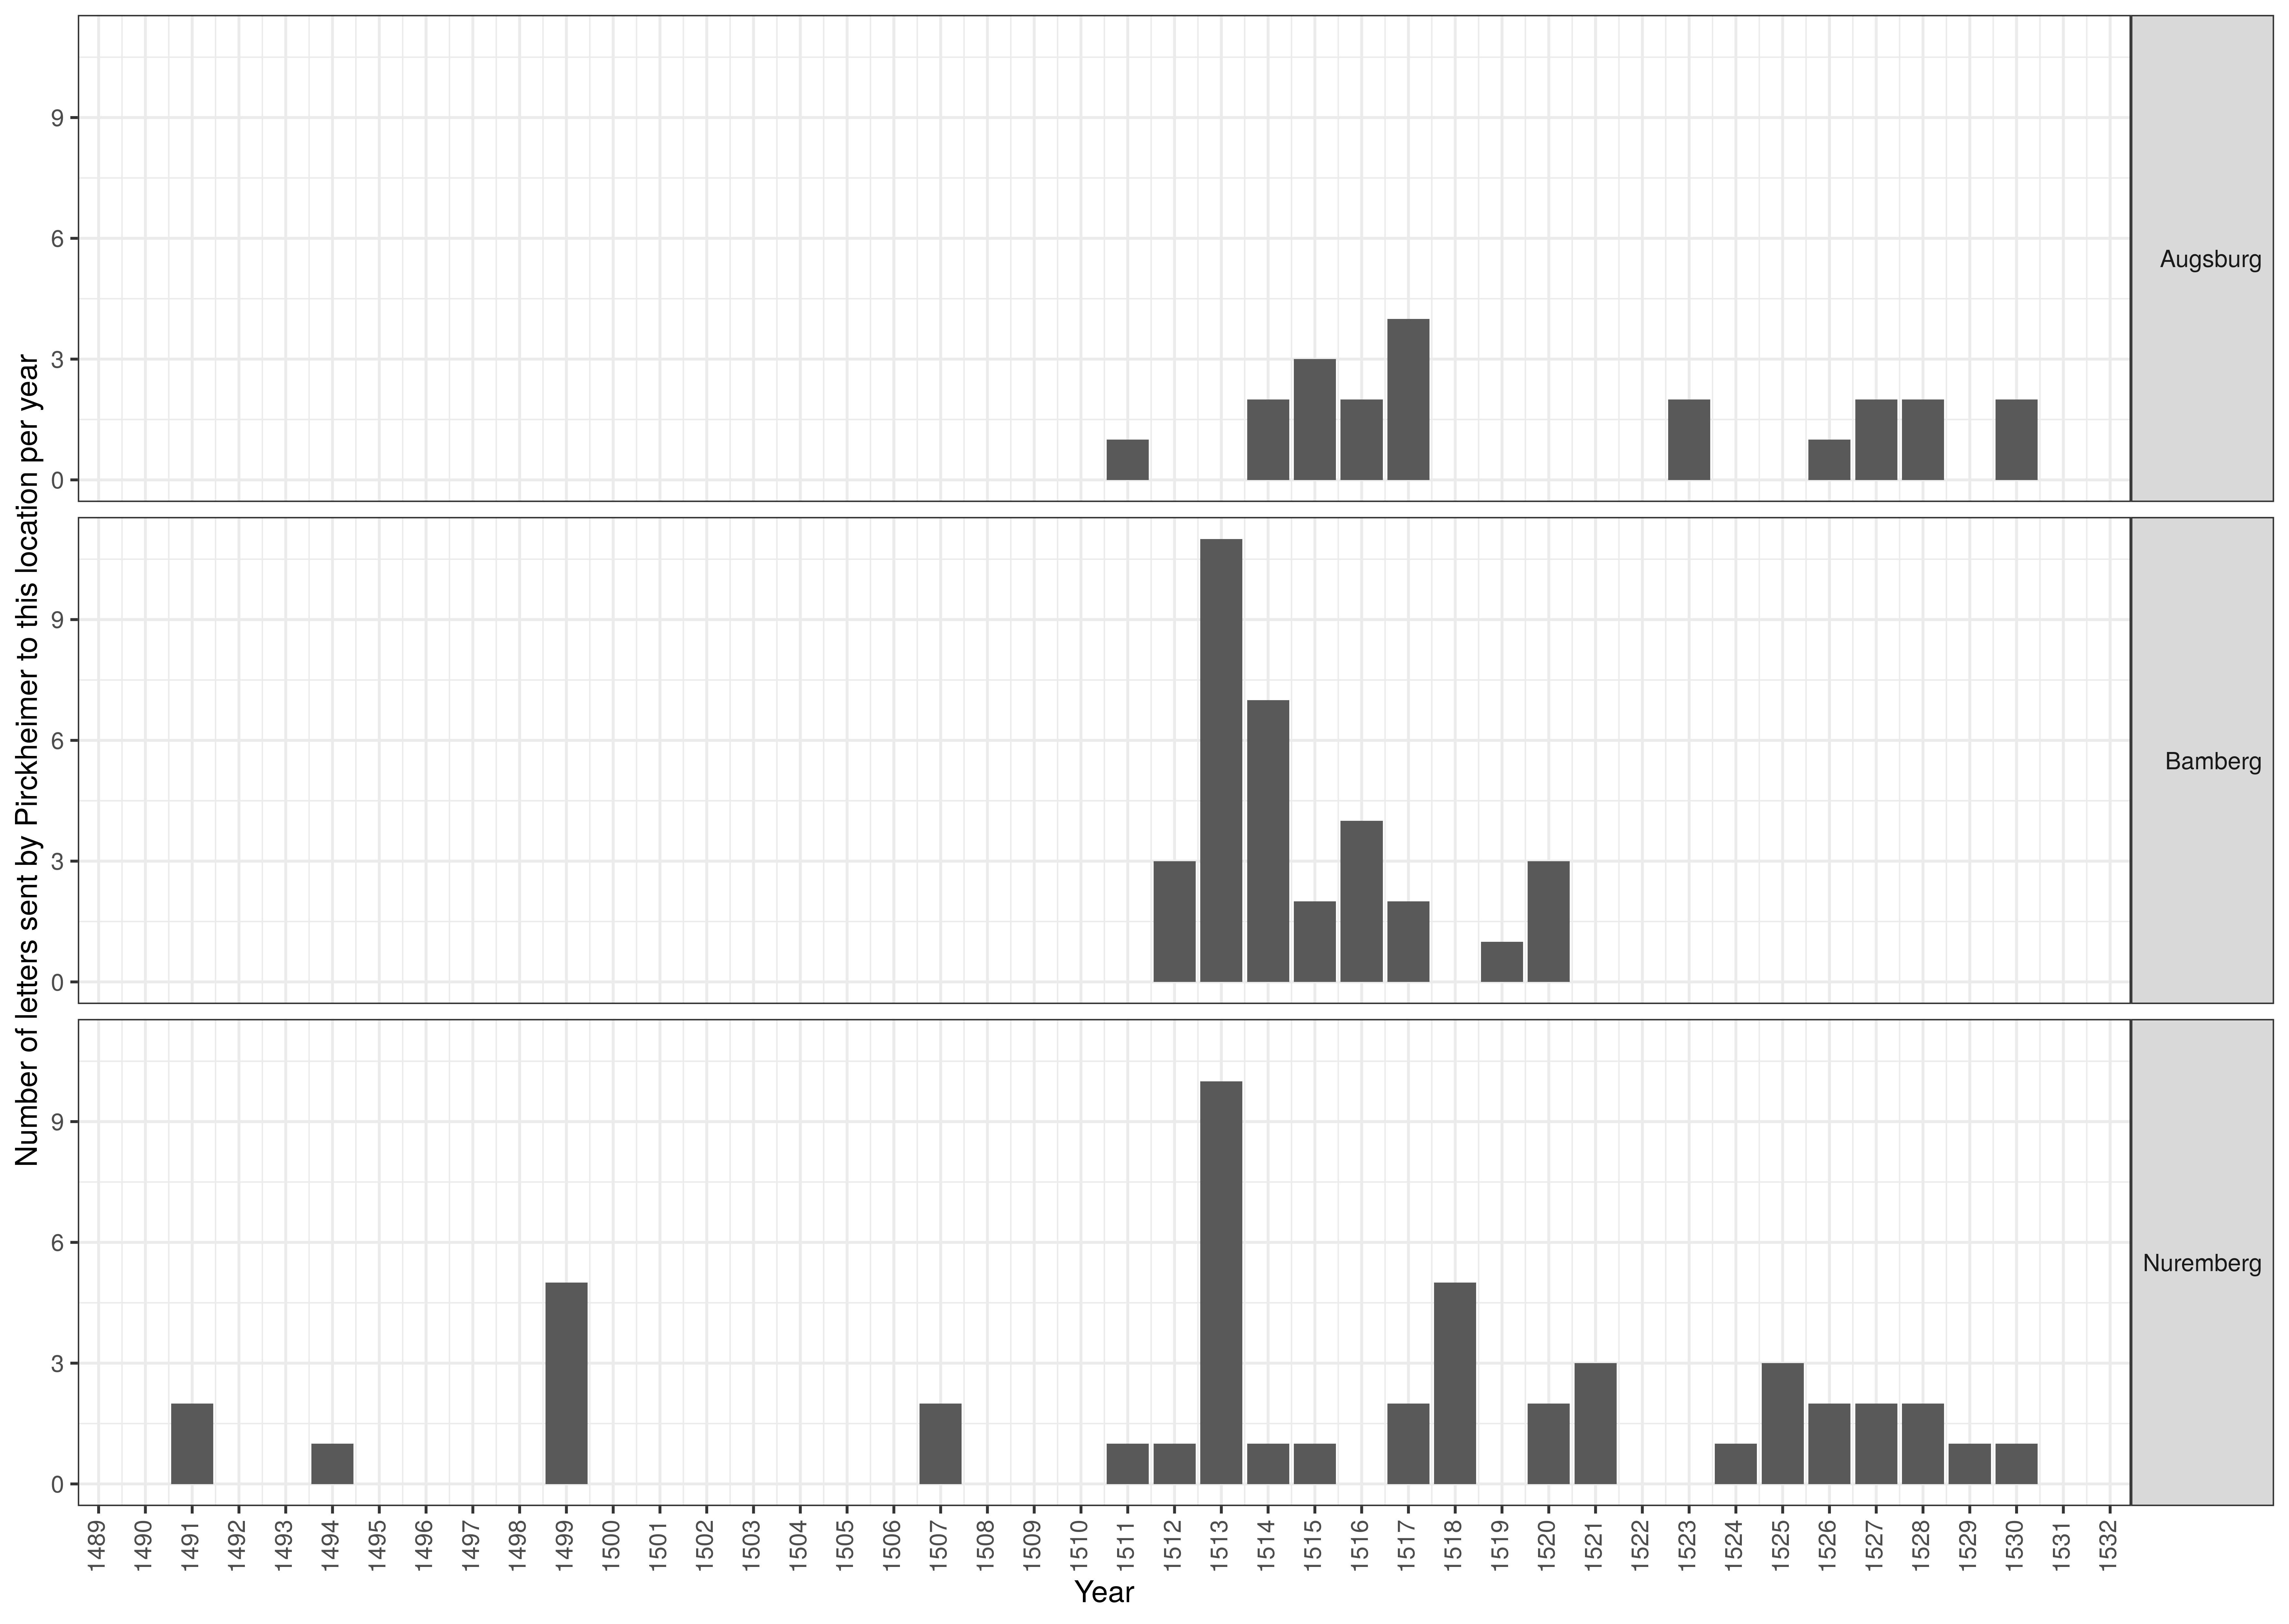 Number of letters sent by Pirckheimer to this location per year
9
6
3
0
Augsburg
9
6
3
0
Bamberg
9
6
3
0
Nuremberg
1489 1490 1491 1492 1493 1494 1495 1496 1497 1498 1499 1500 1501 1502 1503 1504 1505 1506 1507 1508 1509 1510 1511 1512 1513 1514 1515 1516 1517 1518 1519 1520 1521 1522 1523 1524 1525 1526 1527 1528 1529 1530 1531 1532
Year